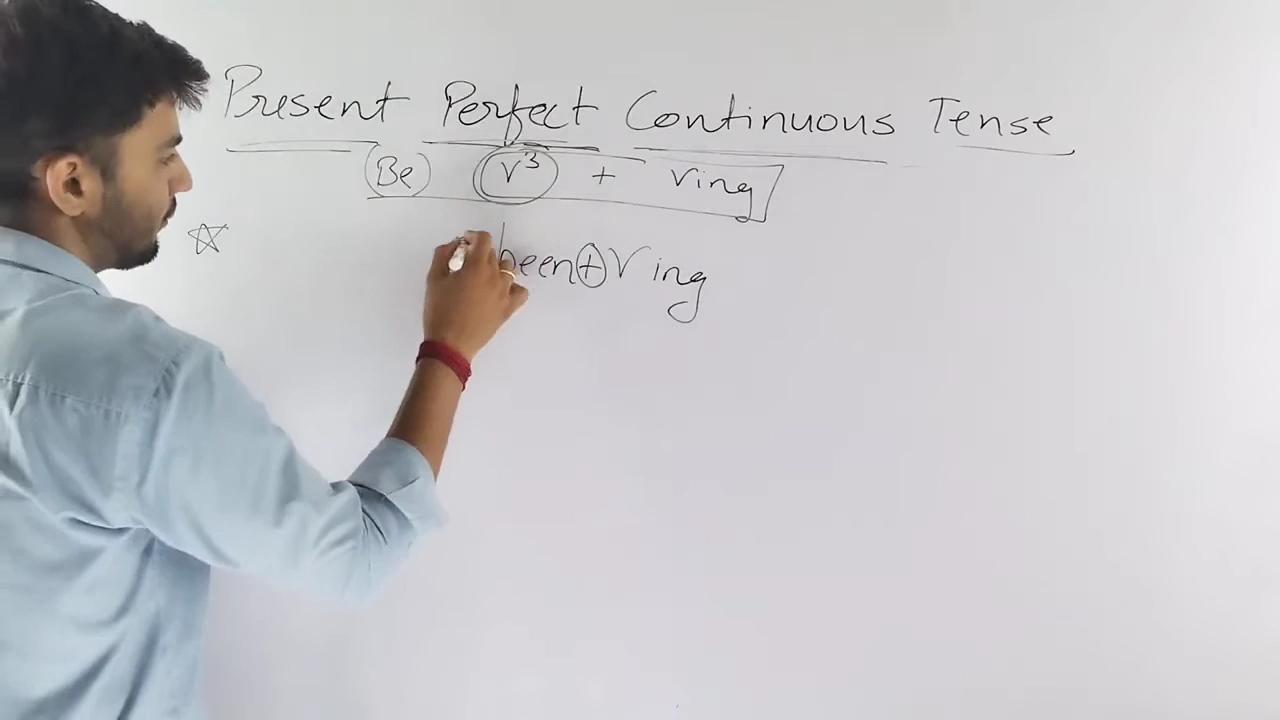 Present Perfect Continuous Tense
Be V³ + Ving
been + V ing